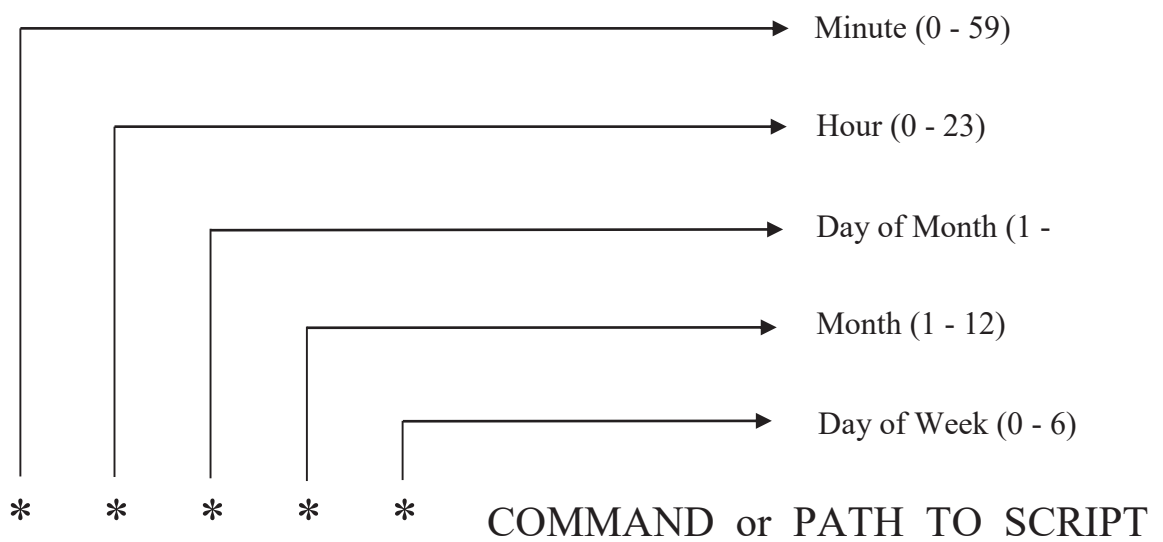 Minute (0 - 59)
Hour (0 - 23)
Day of Month (1 -
Month (1 - 12)
Day of Week (0 - 6)
* * * * * COMMAND or PATH TO SCRIPT